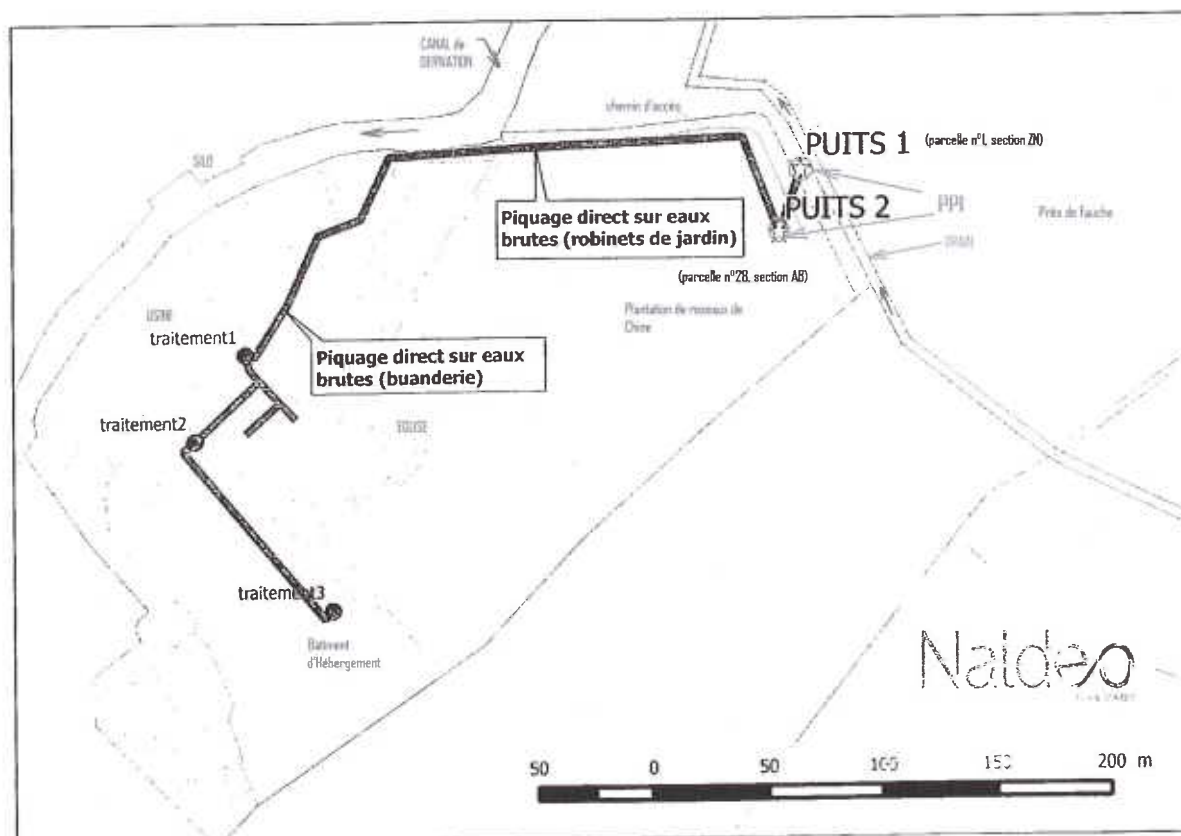 CANAL de
DERIVATION
chemin d'accès
SILO
PUITS 1 (parcelle n°1, section ZN)
PUITS 2
PPI
Près de fauche
Piquage direct sur eaux
brutes (robinets de jardin)
(parcelle n°28, section AB)
Plantation de roseaux de
Chine
USINE
traitement1
Piquage direct sur eaux
brutes (buanderie)
traitement2
EGLISE
traitement3
Bâtiment
d'Hébergement
Naldeo
50 0 50 100 150 200 m